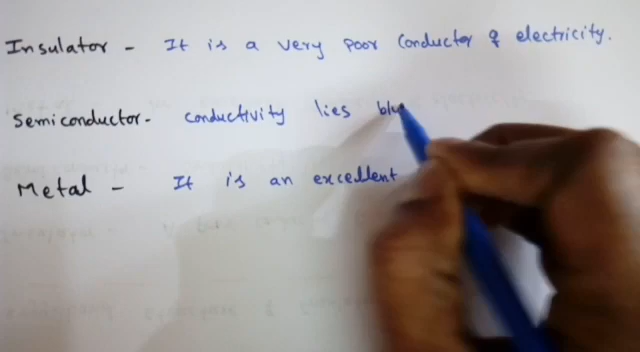 Insulator - It is a very poor conductor of electricity.
Semiconductor - conductivity lies
Metal - It is an excellent